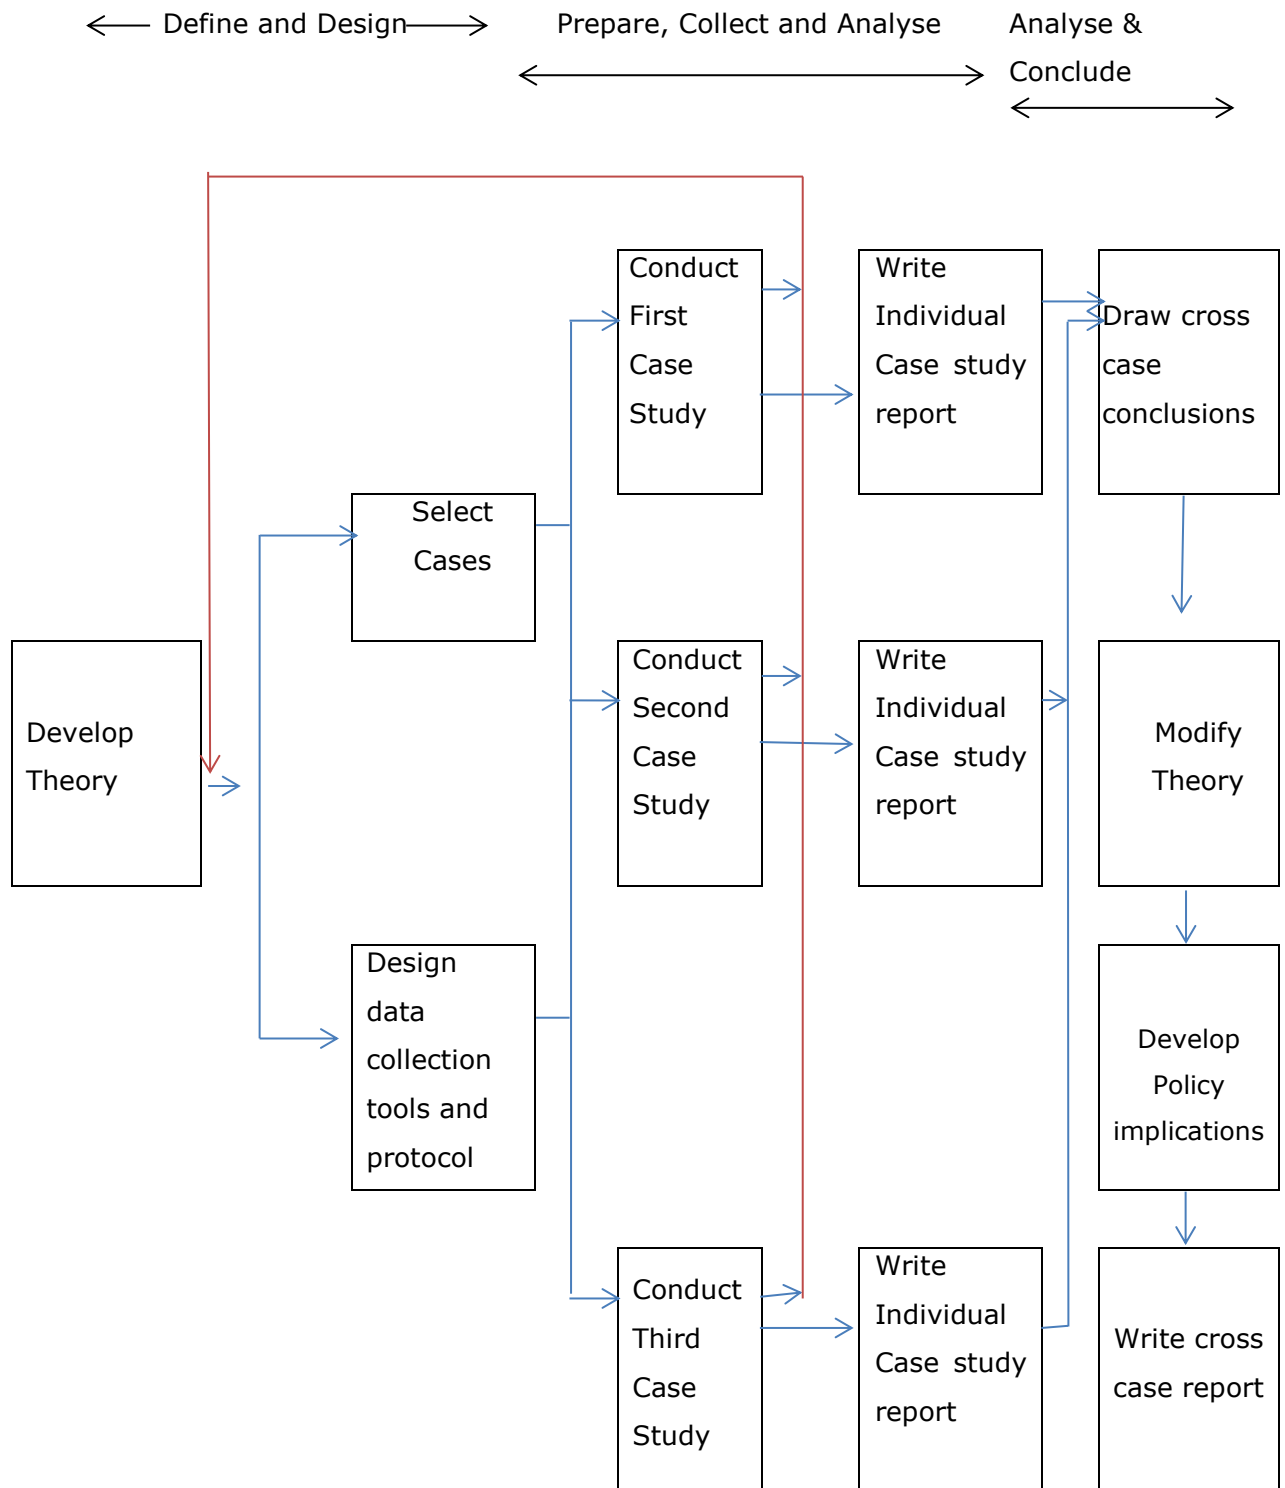 Define and Design
Prepare, Collect and Analyse
Analyse &
Conclude
Conduct
First
Case
Study
Write
Individual
Case study
report
Draw cross
case
conclusions
Select
Cases
Develop
Theory
Conduct
Second
Case
Study
Write
Individual
Case study
report
Modify
Theory
Design
data
collection
tools and
protocol
Develop
Policy
implications
Conduct
Third
Case
Study
Write
Individual
Case study
report
Write cross
case report